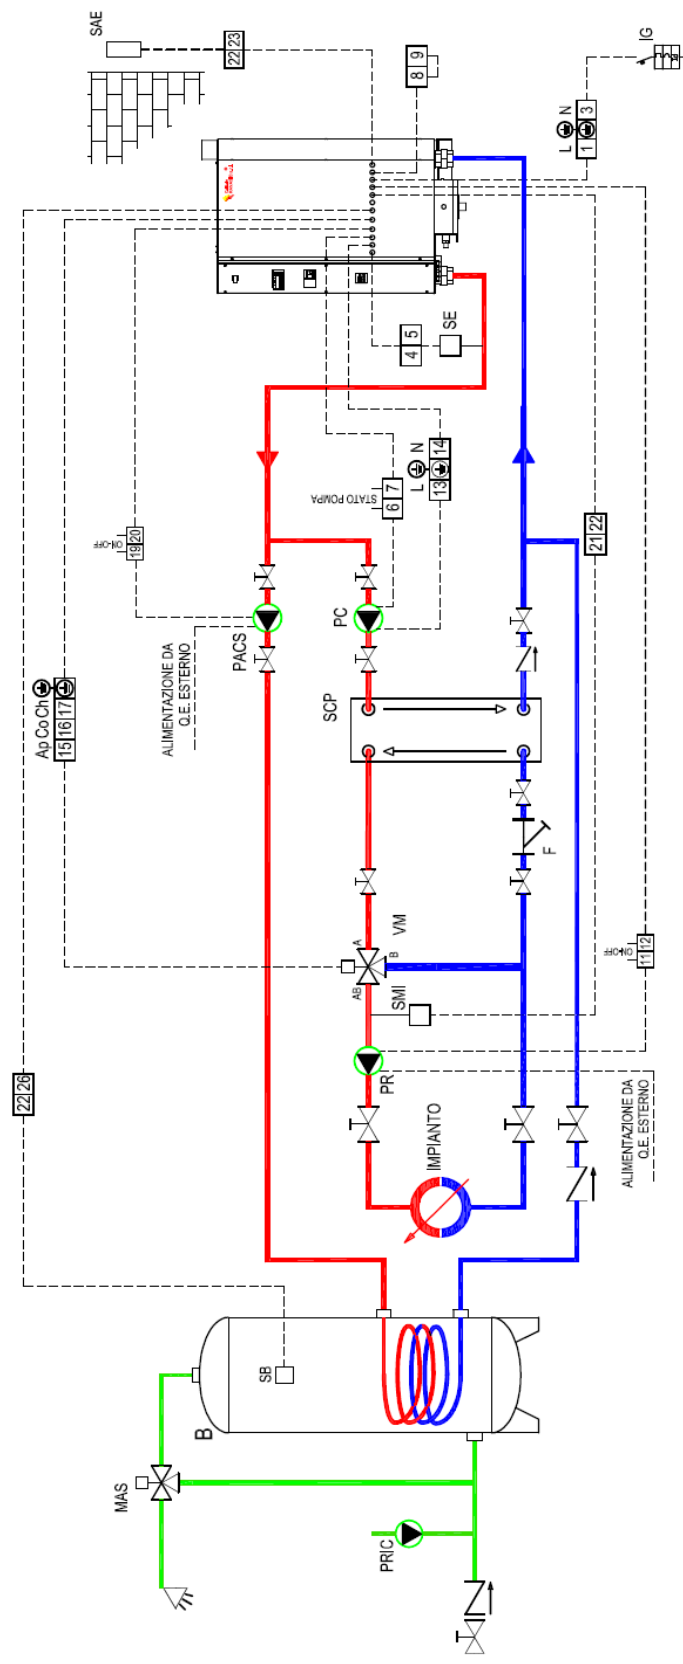 SAE
22 23
8 9
IG
L N
1 3
SE
4 5
L N
13 14
STATO POMPA
6 7
ON-OFF
19 20
21 22
PACS
PC
ALIMENTAZIONE DA
Q.E. ESTERNO
Ap Co Ch
15 16 17
SCP
F
VM
A
B
AB
SMI
ON-OFF
11 12
PR
22 26
IMPIANTO
ALIMENTAZIONE DA
Q.E. ESTERNO
SB
B
MAS
PRIC